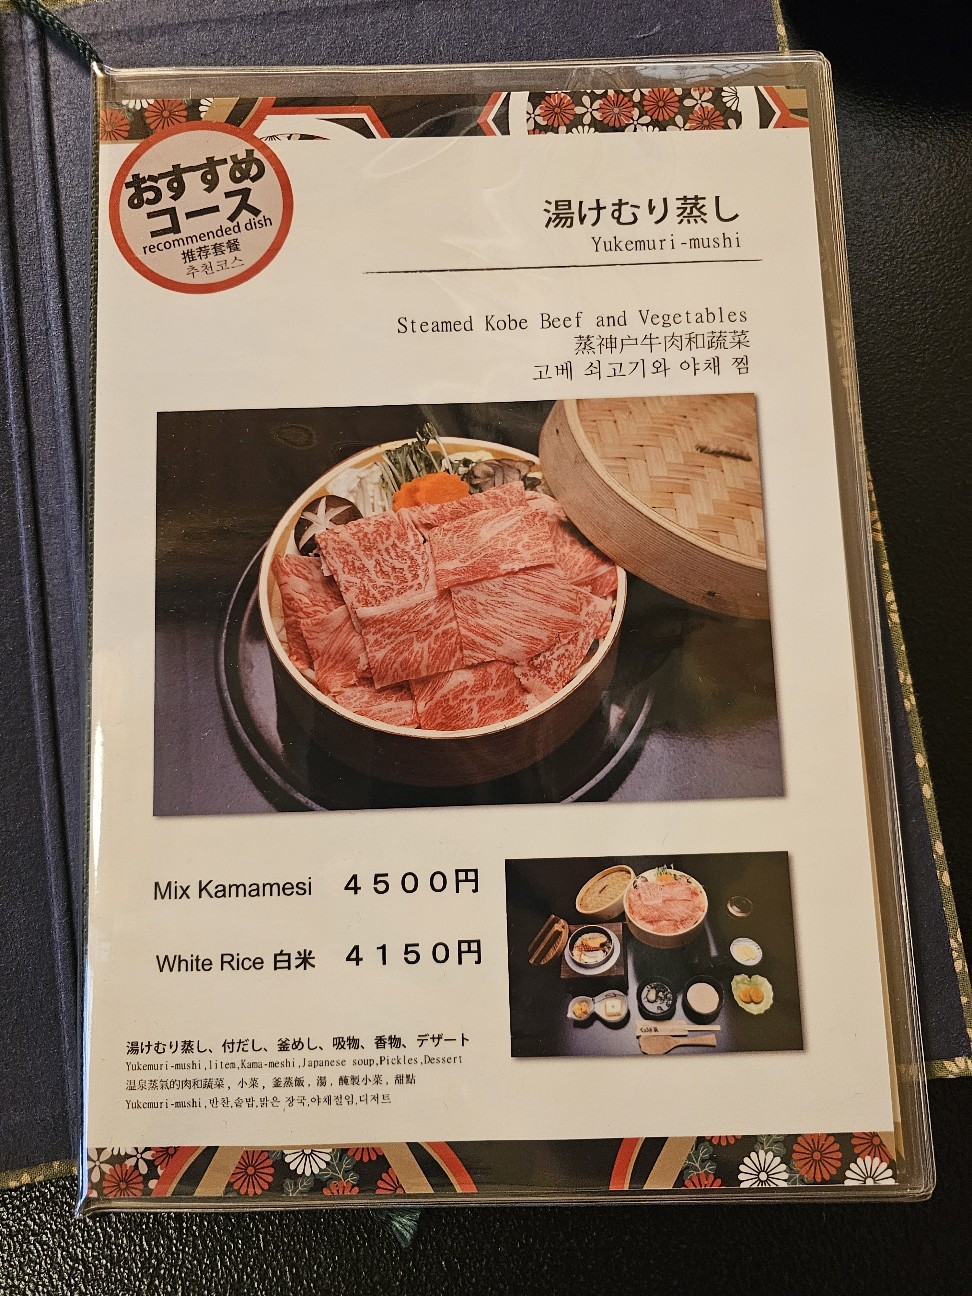 おすすめ
コース
recommended dish
推荐套餐
추천코스
湯けむり蒸し
Yukemuri-mushi
Steamed Kobe Beef and Vegetables
蒸神户牛肉和蔬菜
고베 쇠고기와 야채 찜
Mix Kamamesi ４５００円
White Rice 白米 ４１５０円
湯けむり蒸し、付だし、釜めし、吸物、香物、デザート
Yukemuri-mushi,1item,Kama-meshi,Japanese soup,Pickles,Dessert
温泉蒸氣的肉和蔬菜, 小菜, 釜蒸飯, 湯, 醃製小菜, 甜點
Yukemuri-mushi,반찬,솥밥,맑은 장국,야채절임,디저트